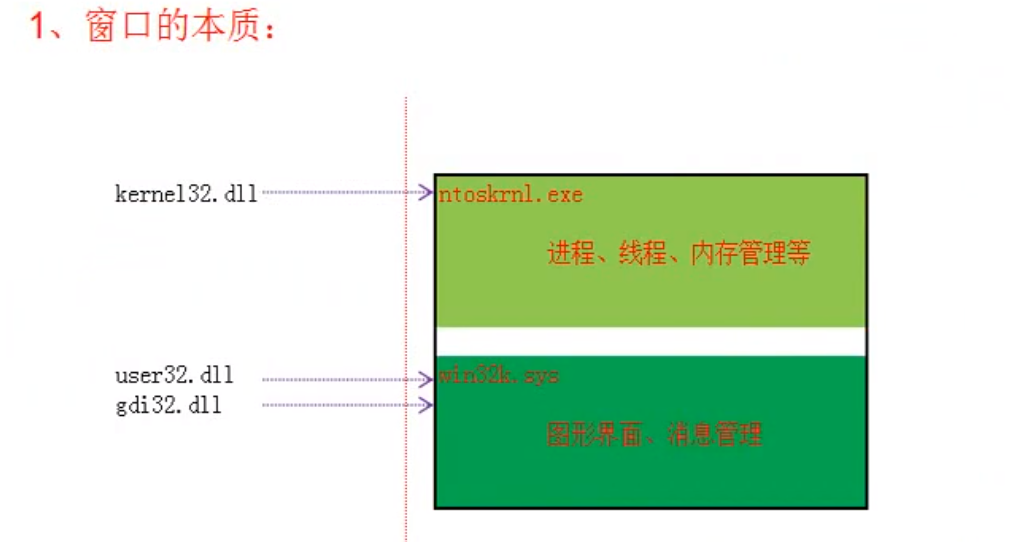 1、窗口的本质：
kernel32.dll
ntoskrnl.exe
进程、线程、内存管理等
user32.dll
win32k.sys
gdi32.dll
图形界面、消息管理